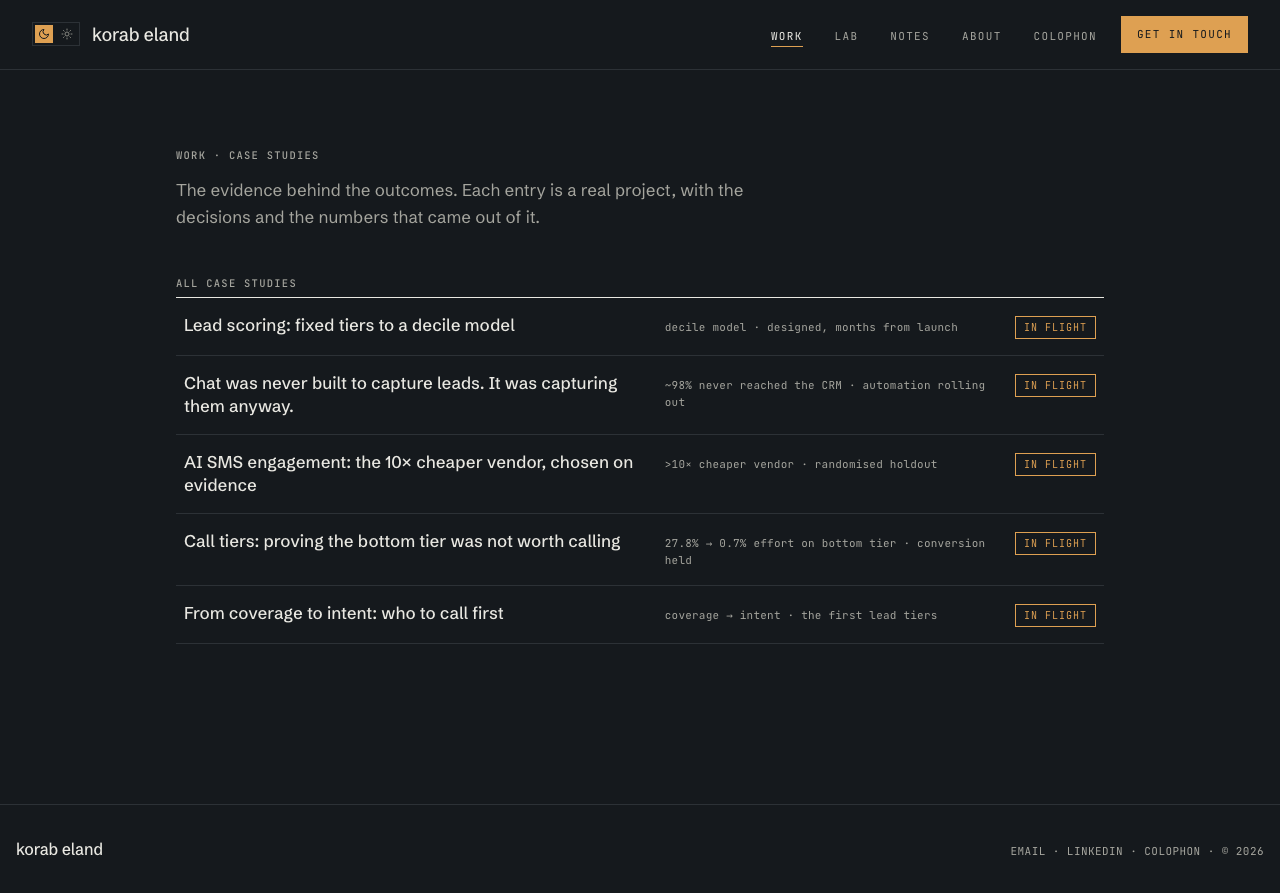 korab eland
WORK
LAB
NOTES
ABOUT
COLOPHON
GET IN TOUCH
WORK · CASE STUDIES
The evidence behind the outcomes. Each entry is a real project, with the
decisions and the numbers that came out of it.
ALL CASE STUDIES
Lead scoring: fixed tiers to a decile model
decile model · designed, months from launch
IN FLIGHT
Chat was never built to capture leads. It was capturing
them anyway.
~98% never reached the CRM · automation rolling
out
IN FLIGHT
AI SMS engagement: the 10× cheaper vendor, chosen on
evidence
>10× cheaper vendor · randomised holdout
IN FLIGHT
Call tiers: proving the bottom tier was not worth calling
27.8% → 0.7% effort on bottom tier · conversion
held
IN FLIGHT
From coverage to intent: who to call first
coverage → intent · the first lead tiers
IN FLIGHT
korab eland
EMAIL · LINKEDIN · COLOPHON · © 2026